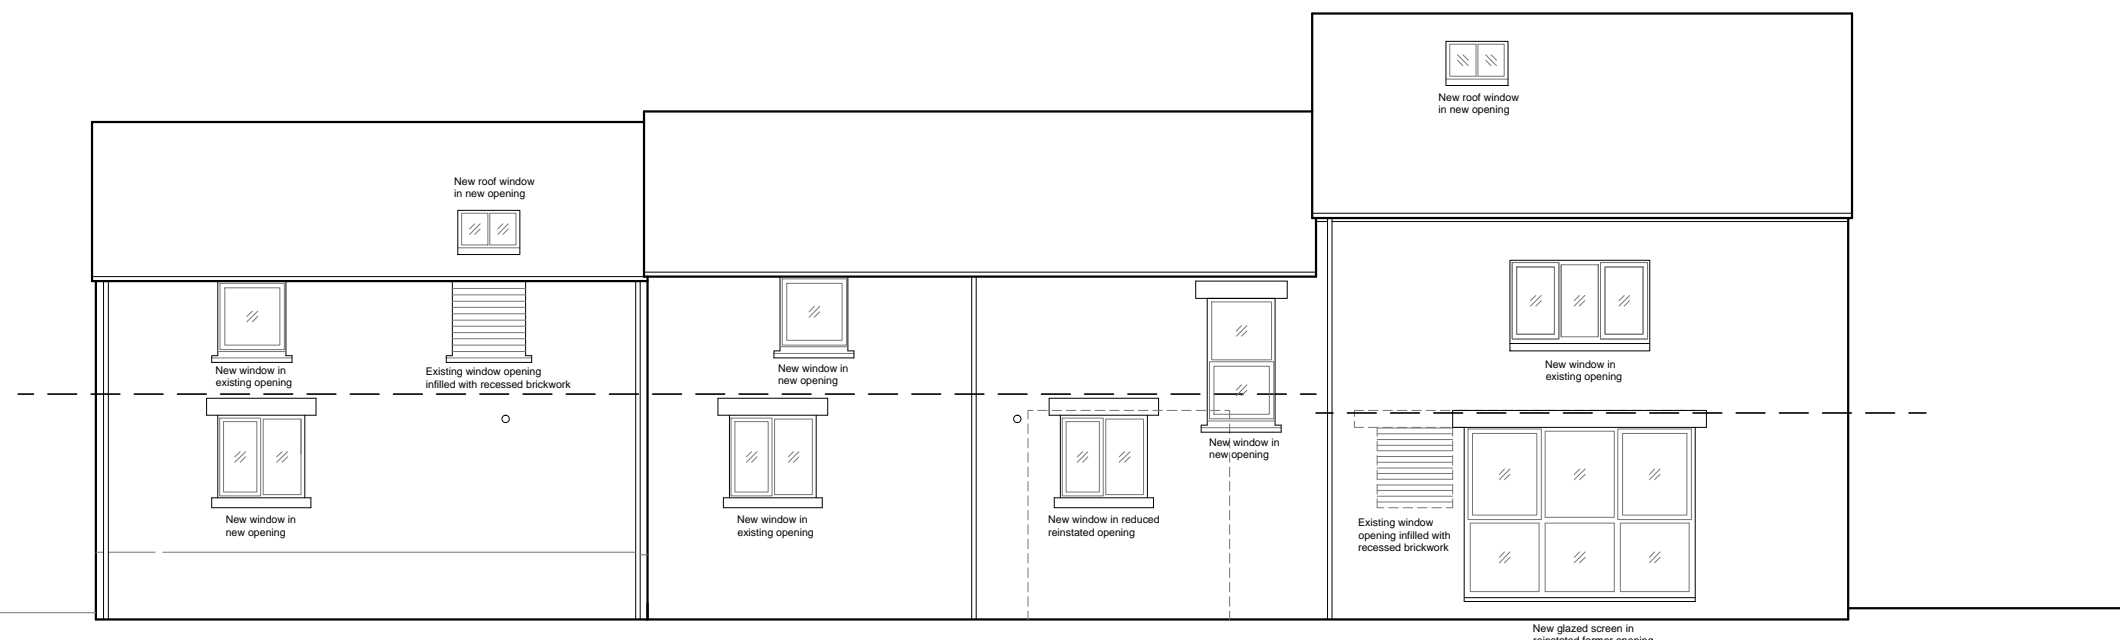 New roof window
in new opening
New roof window
in new opening
New window in
existing opening
Existing window opening
infilled with recessed brickwork
New window in
new opening
New window in
existing opening
New window in
new opening
New window in
new opening
New window in
existing opening
New window in reduced
reinstated opening
Existing window
opening infilled with
recessed brickwork
New glazed screen in
reinstated former opening